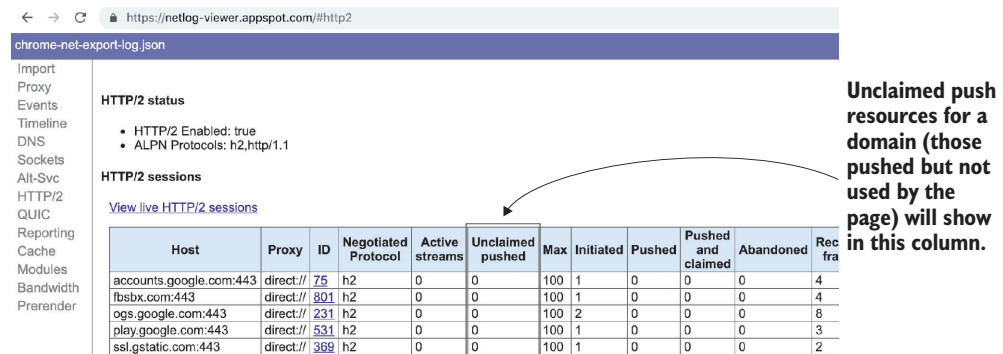 https://netlog-viewer.appspot.com/#http2
chrome-net-export-log.json
Import
Proxy
Events
Timeline
DNS
Sockets
Alt-Svc
HTTP/2
QUIC
Reporting
Cache
Modules
Bandwidth
Prerender
HTTP/2 status
• HTTP/2 Enabled: true
• ALPN Protocols: h2,http/1.1
HTTP/2 sessions
View live HTTP/2 sessions
Host Proxy ID Negotiated Protocol Active streams Unclaimed pushed Max Initiated Pushed Pushed and claimed Abandoned Rec fra
accounts.google.com:443 direct:// 75 h2 0 0 100 1 0 0 0 4
fbsbx.com:443 direct:// 801 h2 0 0 100 1 0 0 0 4
ogs.google.com:443 direct:// 231 h2 0 0 100 2 0 0 0 8
play.google.com:443 direct:// 531 h2 0 0 100 1 0 0 0 3
ssl.gstatic.com:443 direct:// 369 h2 0 0 100 1 0 0 0 2
Unclaimed push
resources for a
domain (those
pushed but not
used by the
page) will show
in this column.